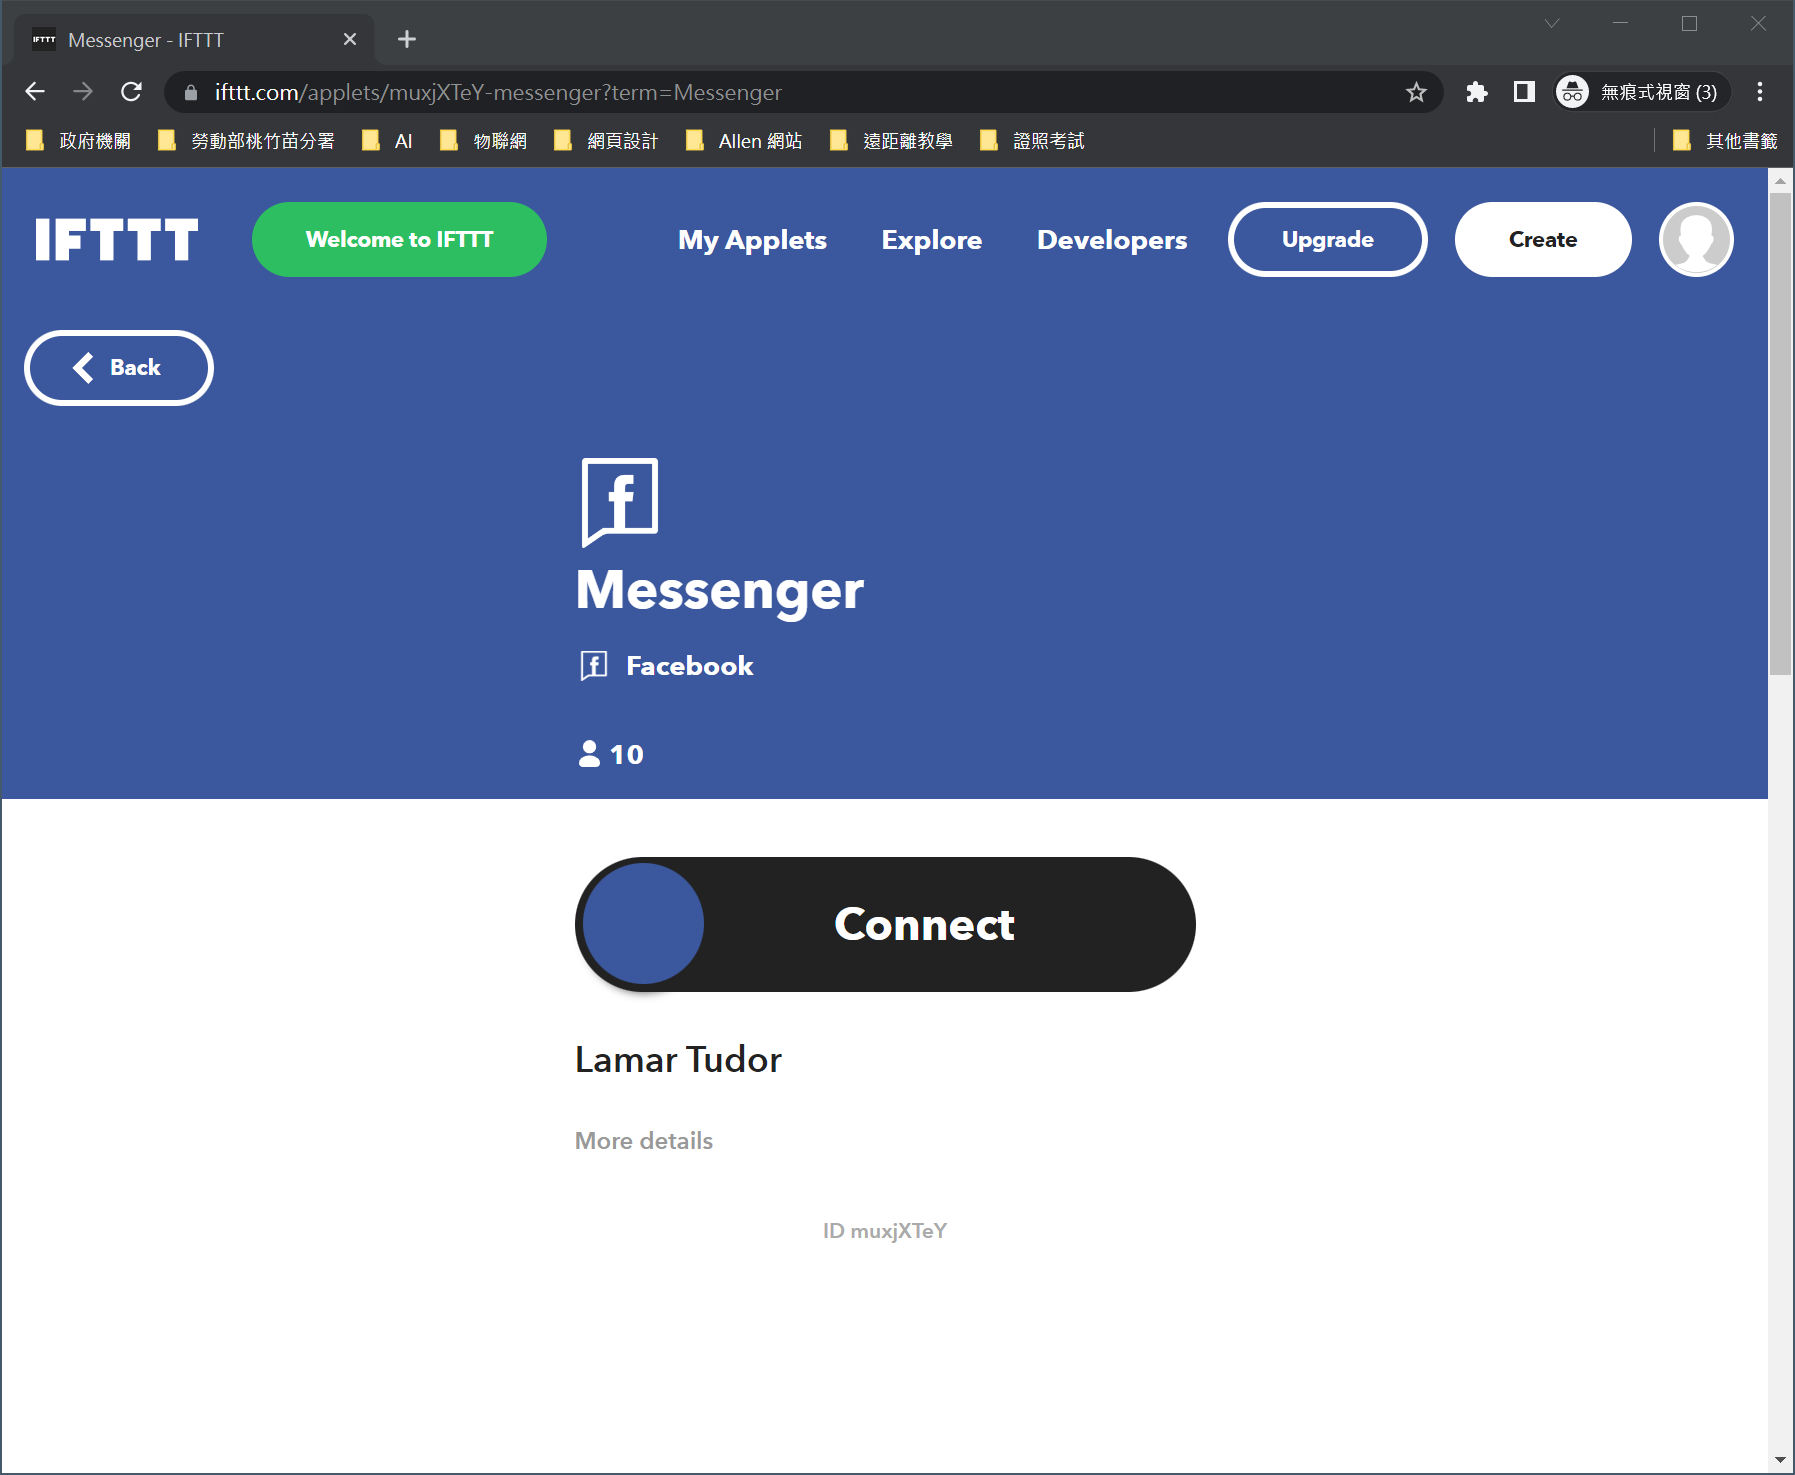 IFTTT Messenger - IFTTT
ifttt.com/applets/muxjXTeY-messenger?term=Messenger
無痕式視窗 (3)
政府機關 勞動部桃竹苗分署 AI 物聯網 網頁設計 Allen 網站 遠距離教學 證照考試 其他書籤
IFTTT Welcome to IFTTT My Applets Explore Developers Upgrade Create
Back
Messenger
Facebook
10
Connect
Lamar Tudor
More details
ID muxjXTeY